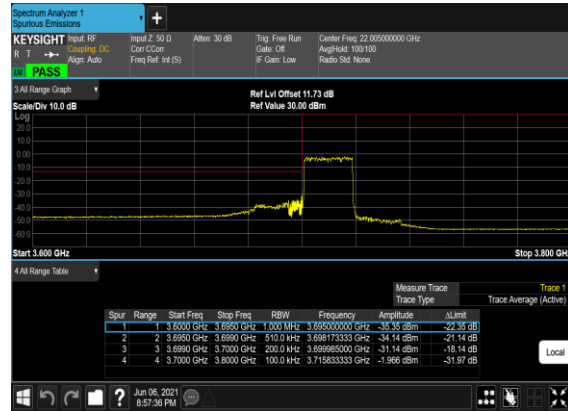 Spectrum Analyzer 1
Spurious Emissions
+
KEYSIGHT Input: RF Input Z: 50 Ω Atten: 30 dB Trig: Free Run Center Freq: 22.005000000 GHz
R T Coupling: DC Corr CCorr Gate: Off Avg|Hold: 100/100
Align: Auto Freq Ref: Int (S) IF Gain: Low Radio Std: None
PASS
3 All Range Graph
Ref Lvl Offset 11.73 dB
Scale/Div 10.0 dB Ref Value 30.00 dBm
Log
20.0
10.0
0.00
-10.0
-20.0
-30.0
-40.0
-50.0
-60.0
Start 3.600 GHz Stop 3.800 GHz
4 All Range Table
Measure Trace Trace 1
Trace Type Trace Average (Active)
Spur Range Start Freq Stop Freq RBW Frequency Amplitude ΔLimit
1 1 3.6000 GHz 3.6950 GHz 1.000 MHz 3.695000000 GHz -35.35 dBm -22.35 dB
2 2 3.6950 GHz 3.6990 GHz 510.0 kHz 3.698173333 GHz -34.14 dBm -21.14 dB
3 3 3.6990 GHz 3.7000 GHz 200.0 kHz 3.699985000 GHz -31.14 dBm -18.14 dB
4 4 3.7000 GHz 3.8000 GHz 100.0 kHz 3.715833333 GHz -1.966 dBm -31.97 dB
Local
Jun 06, 2021
8:57:36 PM
?